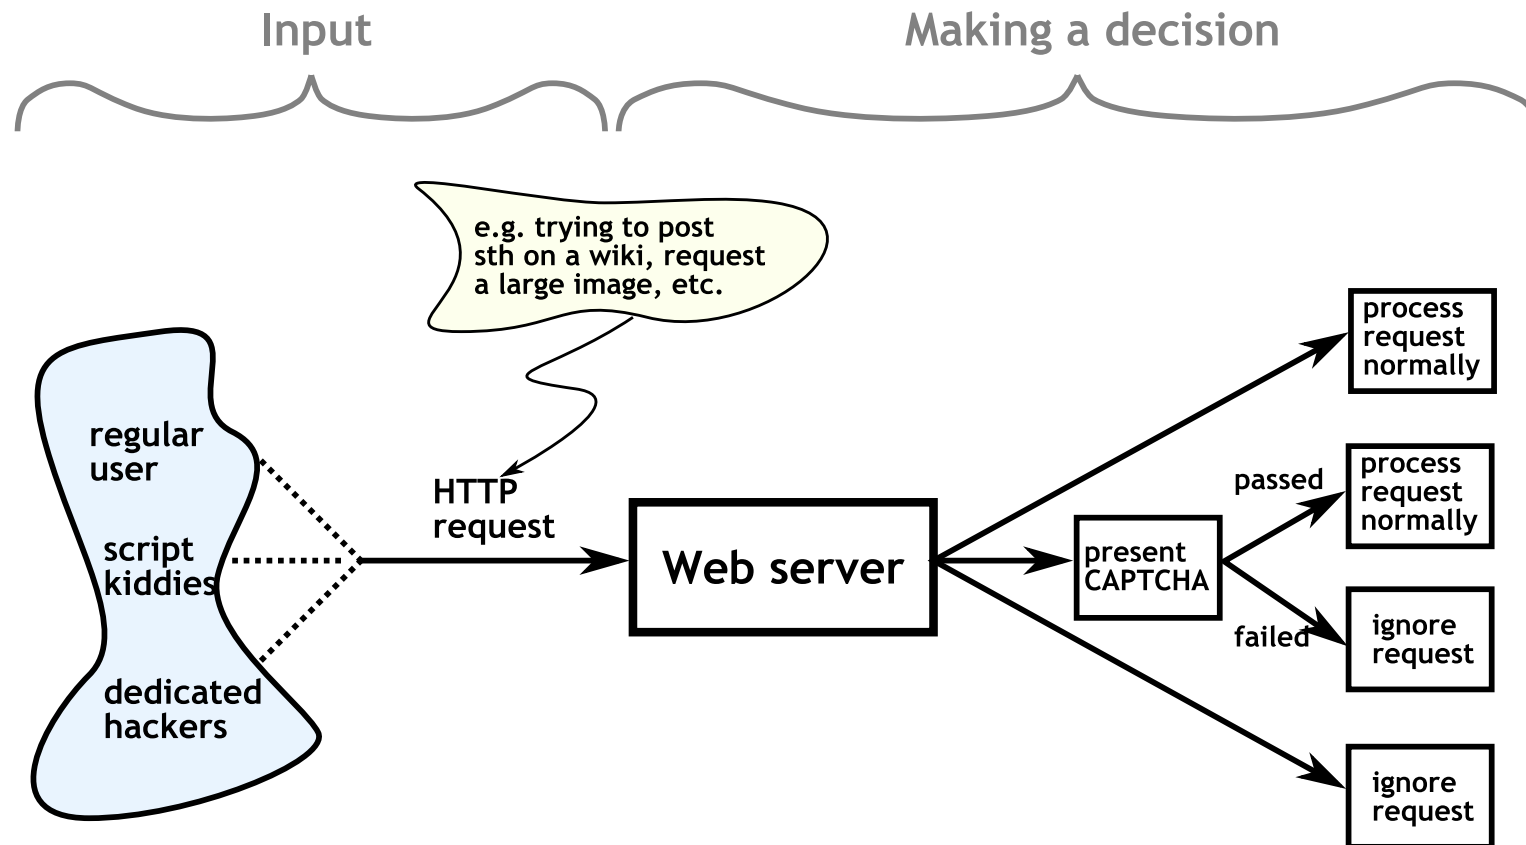 Input
Making a decision
e.g. trying to post
sth on a wiki, request
a large image, etc.
regular
user
script
kiddies
dedicated
hackers
HTTP
request
Web server
process
request
normally
present
CAPTCHA
passed
process
request
normally
failed
ignore
request
ignore
request